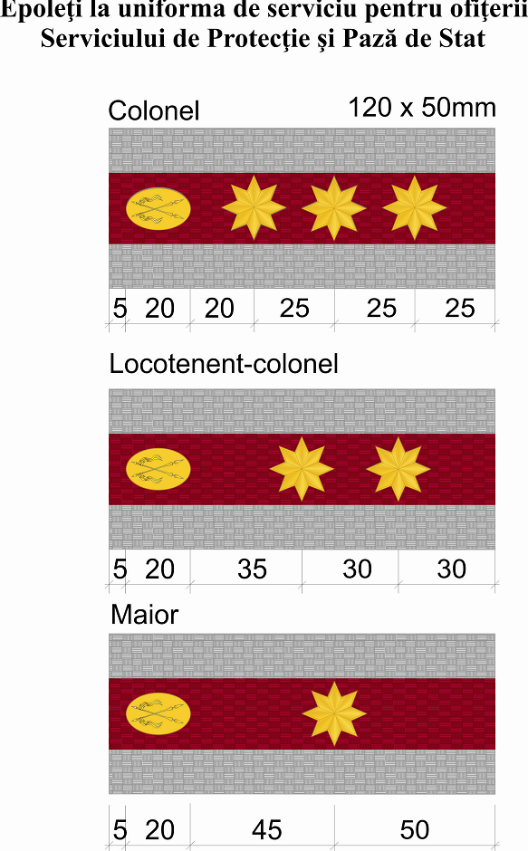 Epoleţi la uniforma de serviciu pentru ofiţerii
Serviciului de Protecţie şi Pază de Stat
Colonel 120 x 50mm
5 20 20 25 25 25
Locotenent-colonel
5 20 35 30 30
Maior
5 20 45 50